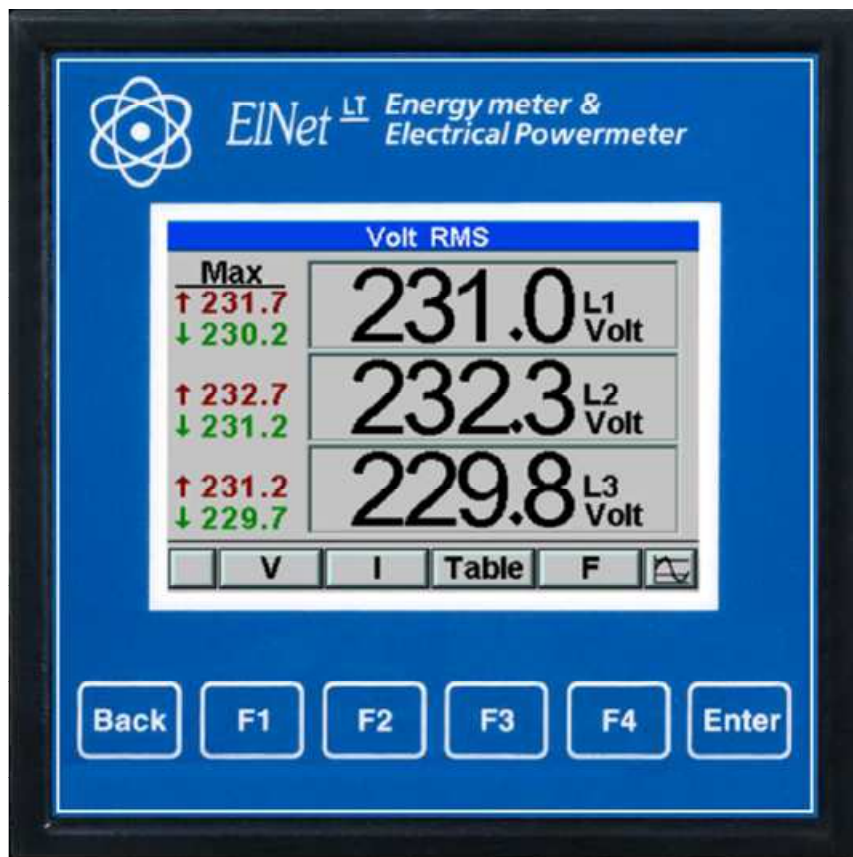 ElNet LT Energy meter &
Electrical Powermeter
Volt RMS
Max
↑ 231.7
↓ 230.2
231.0 L1
Volt
↑ 232.7
↓ 231.2
232.3 L2
Volt
↑ 231.2
↓ 229.7
229.8 L3
Volt
V I Table F
Back F1 F2 F3 F4 Enter